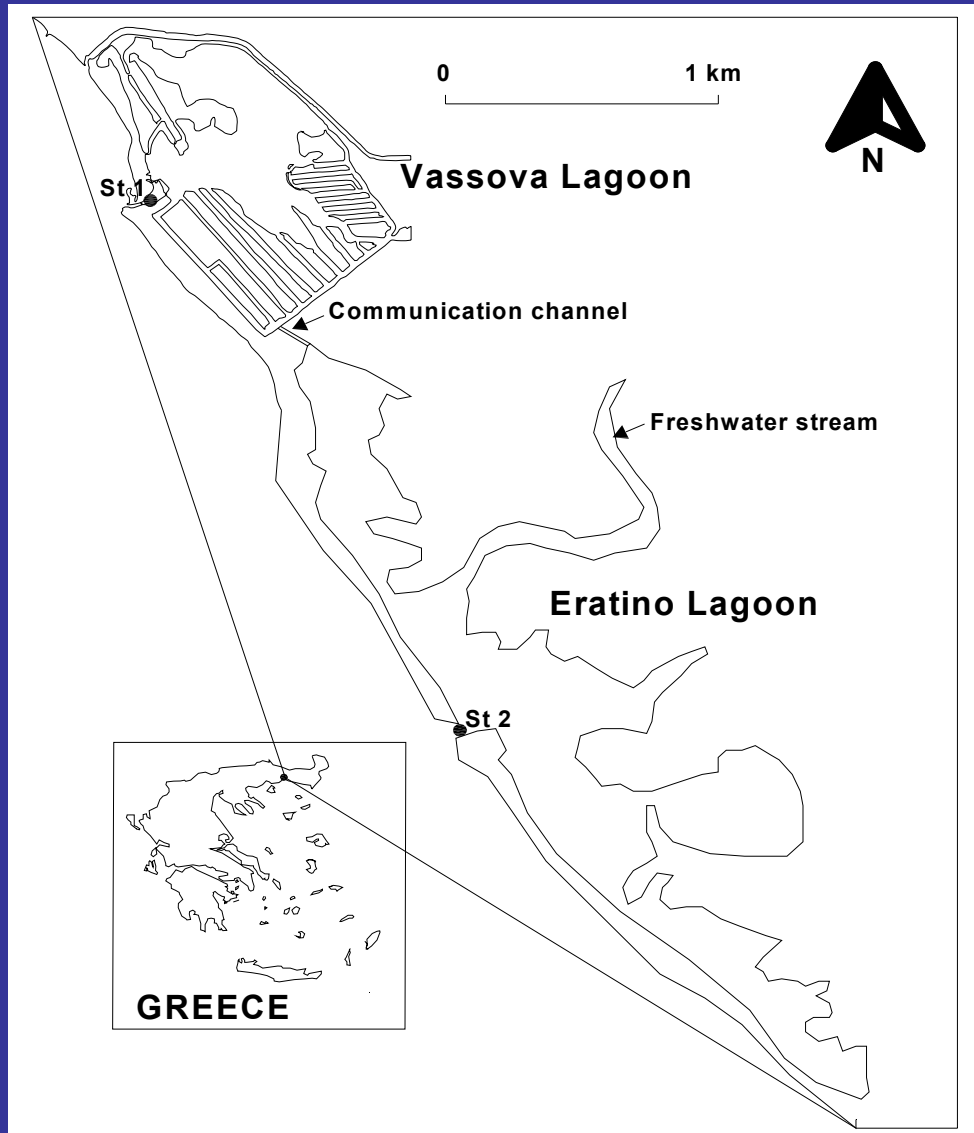 0 1 km
N
Vassova Lagoon
St 1
Communication channel
Freshwater stream
Eratino Lagoon
St 2
GREECE